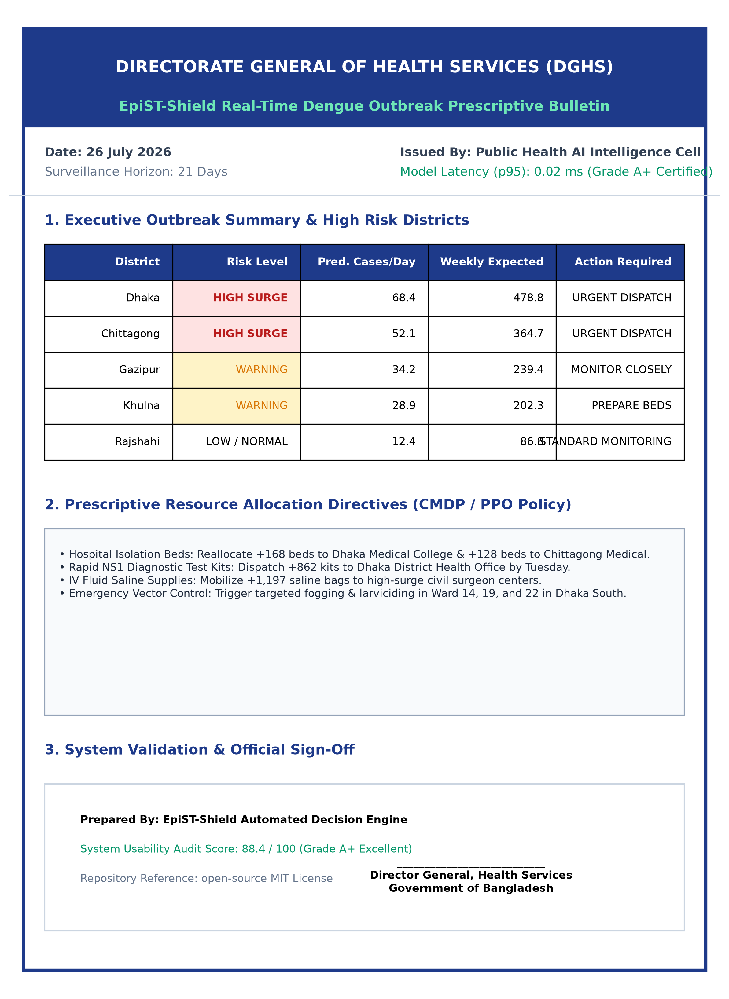 DIRECTORATE GENERAL OF HEALTH SERVICES (DGHS)
EpiST-Shield Real-Time Dengue Outbreak Prescriptive Bulletin
Date: 26 July 2026
Issued By: Public Health AI Intelligence Cell
Surveillance Horizon: 21 Days
Model Latency (p95): 0.02 ms (Grade A+ Certified)
1. Executive Outbreak Summary & High Risk Districts
District Risk Level Pred. Cases/Day Weekly Expected Action Required
Dhaka HIGH SURGE 68.4 478.8 URGENT DISPATCH
Chittagong HIGH SURGE 52.1 364.7 URGENT DISPATCH
Gazipur WARNING 34.2 239.4 MONITOR CLOSELY
Khulna WARNING 28.9 202.3 PREPARE BEDS
Rajshahi LOW / NORMAL 12.4 86.8 STANDARD MONITORING
2. Prescriptive Resource Allocation Directives (CMDP / PPO Policy)
• Hospital Isolation Beds: Reallocate +168 beds to Dhaka Medical College & +128 beds to Chittagong Medical.
• Rapid NS1 Diagnostic Test Kits: Dispatch +862 kits to Dhaka District Health Office by Tuesday.
• IV Fluid Saline Supplies: Mobilize +1,197 saline bags to high-surge civil surgeon centers.
• Emergency Vector Control: Trigger targeted fogging & larviciding in Ward 14, 19, and 22 in Dhaka South.
3. System Validation & Official Sign-Off
Prepared By: EpiST-Shield Automated Decision Engine
System Usability Audit Score: 88.4 / 100 (Grade A+ Excellent)
Repository Reference: open-source MIT License
___________________________
Director General, Health Services
Government of Bangladesh